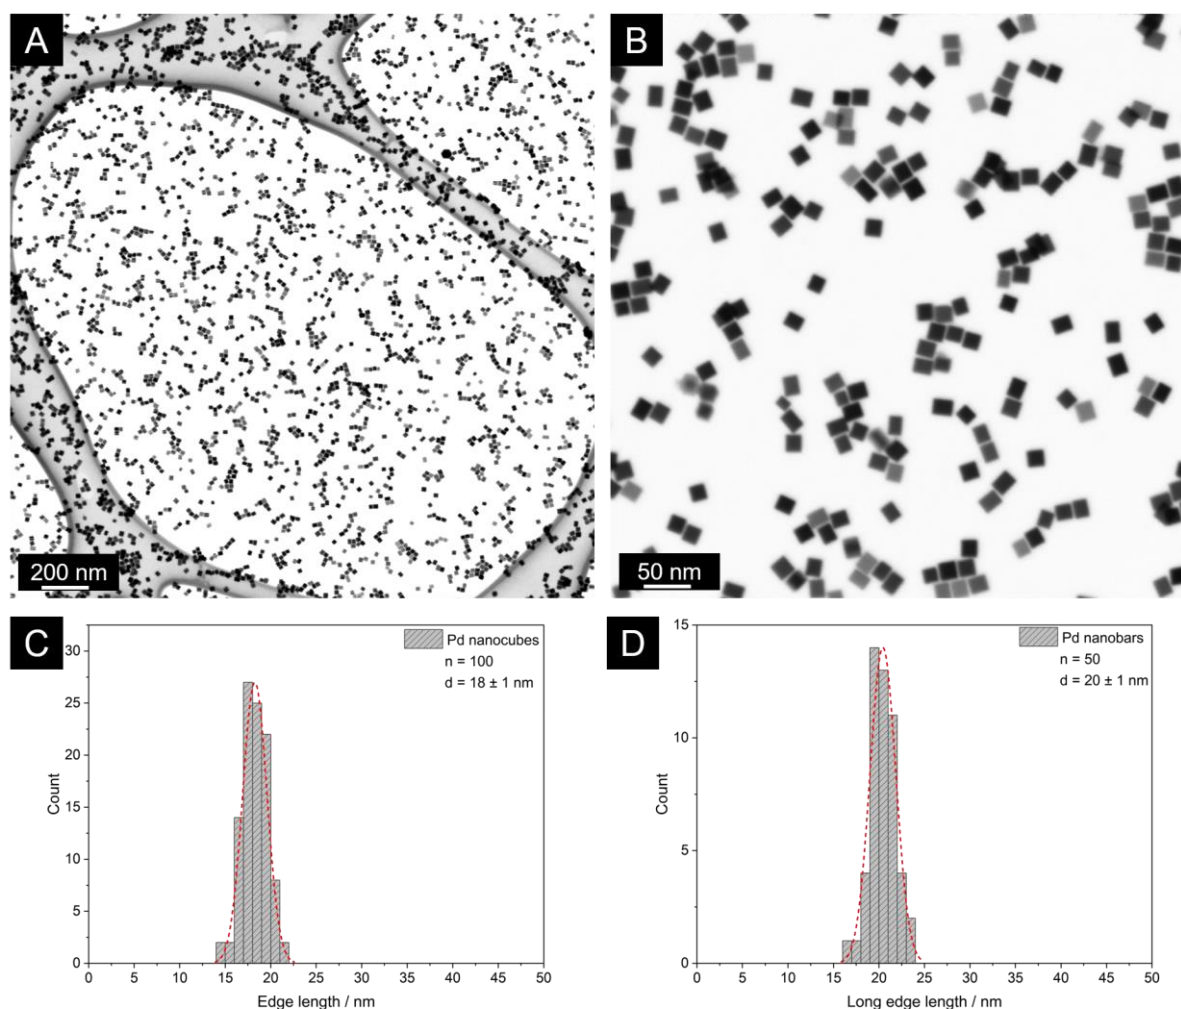 A
B
200 nm
50 nm
C
D
Pd nanocubes
n = 100
d = 18 ± 1 nm
30
25
20
15
10
5
0
Count
0 5 10 15 20 25 30 35 40 45 50
Edge length / nm
Pd nanobars
n = 50
d = 20 ± 1 nm
15
10
5
0
Count
0 5 10 15 20 25 30 35 40 45 50
Long edge length / nm